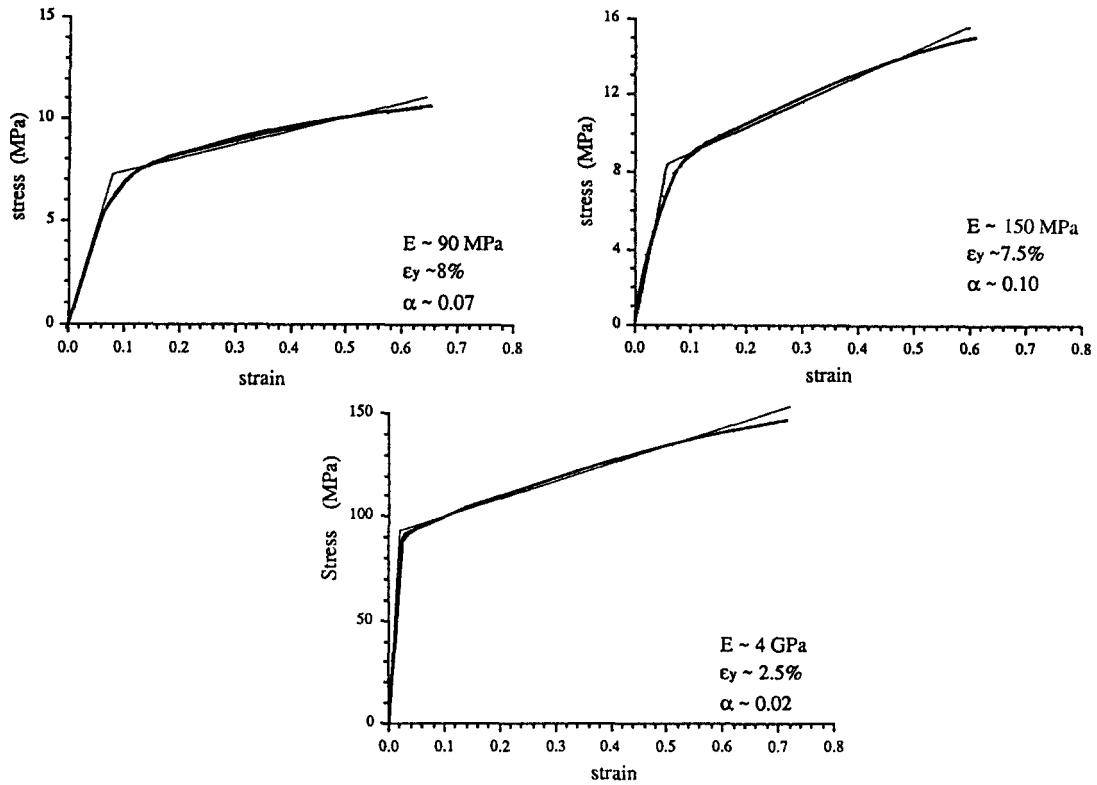 15
10
5
0
stress (MPa)
0.0 0.1 0.2 0.3 0.4 0.5 0.6 0.7 0.8
strain
E ~ 90 MPa
εy ~8%
α ~ 0.07
16
12
8
4
0
stress (MPa)
0.0 0.1 0.2 0.3 0.4 0.5 0.6 0.7 0.8
strain
E ~ 150 MPa
εy ~7.5%
α ~ 0.10
150
100
50
0
Stress (MPa)
0.0 0.1 0.2 0.3 0.4 0.5 0.6 0.7 0.8
strain
E ~ 4 GPa
εy ~ 2.5%
α ~ 0.02